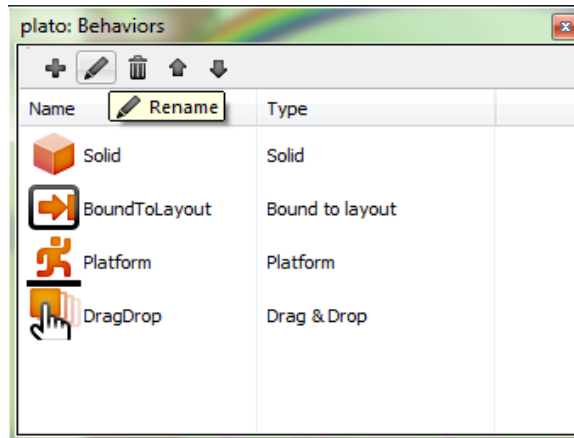 plato: Behaviors
Rename
Name Type
Solid Solid
BoundToLayout Bound to layout
Platform Platform
DragDrop Drag & Drop